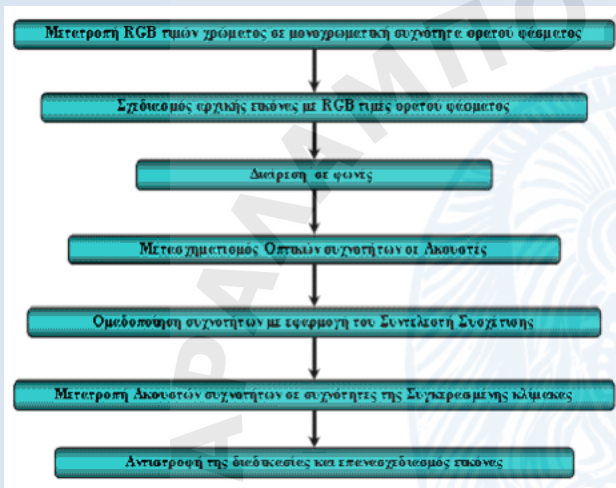 Μετατροπή RGB τιμών χρώματος σε μονοχρωματική συχνότητα ορατού φάσματος
Σχεδιασμός αρχικής εικόνας με RGB τιμές ορατού φάσματος
Διαίρεση σε φωνές
Μετασχηματισμός Οπτικών συχνοτήτων σε Ακουστές
Ομαδοποίηση συχνοτήτων με εφαρμογή του Συντελεστή Συσχέτισης
Μετατροπή Ακουστών συχνοτήτων σε συχνότητες της Συγκερασμένης κλίμακας
Αντιστροφή της διαδικασίας και επανασχεδιασμός εικόνας
ΑΡΑΛΑΜΠΟ